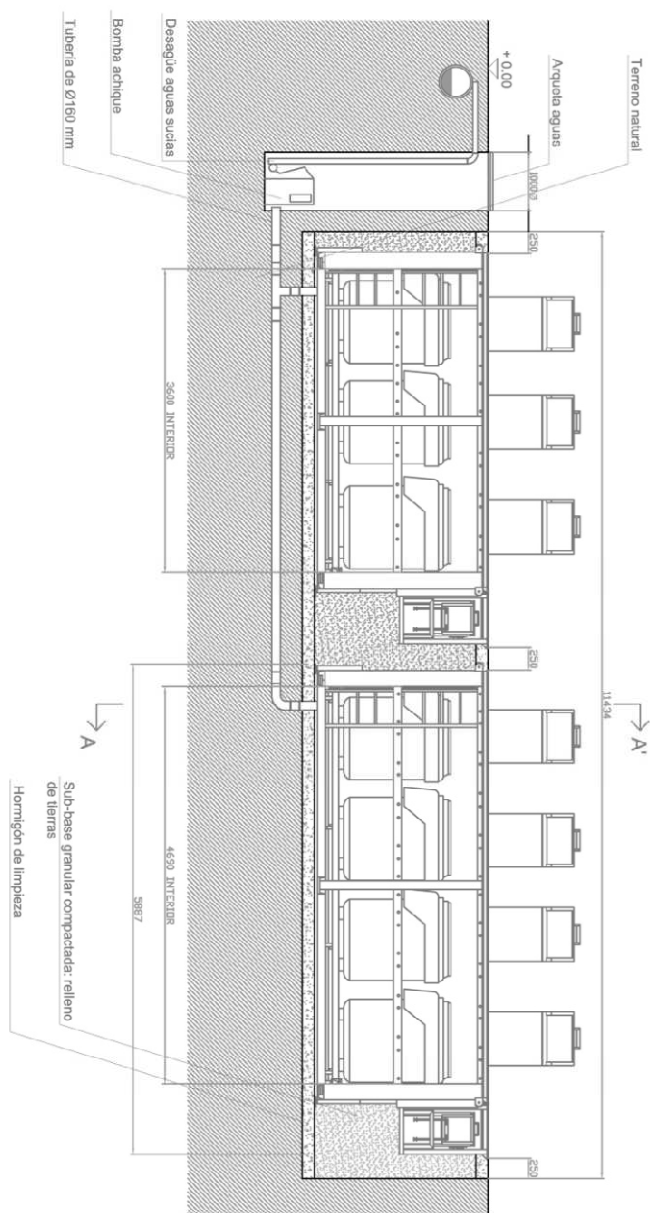 Terreno natural
Arqueta aguas
+0.00
Desagüe aguas sucias
Bomba achique
Tubería de Ø160 mm
250
11434
250
250
A'
A
3600 INTERIOR
4650 INTERIOR
5887
Sub-base granular compactada: relleno
de tierras
Hormigón de limpieza